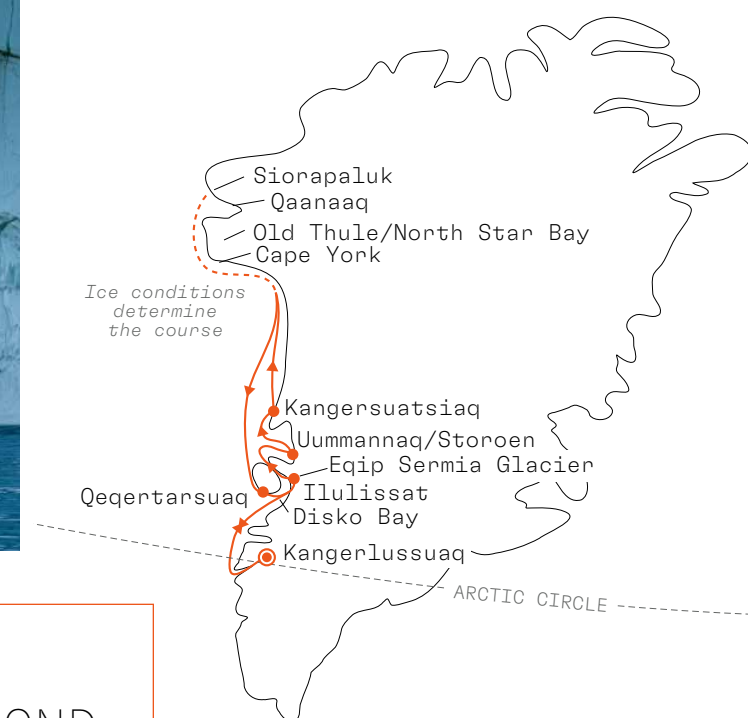 Siorapaluk
Qaanaaq
Old Thule/North Star Bay
Cape York
Ice conditions
determine
the course
Kangersuatsiaq
Uummannaq/Storoen
Eqip Sermia Glacier
Qeqertarsuaq
Ilulissat
Disko Bay
Kangerlussuaq
ARCTIC CIRCLE